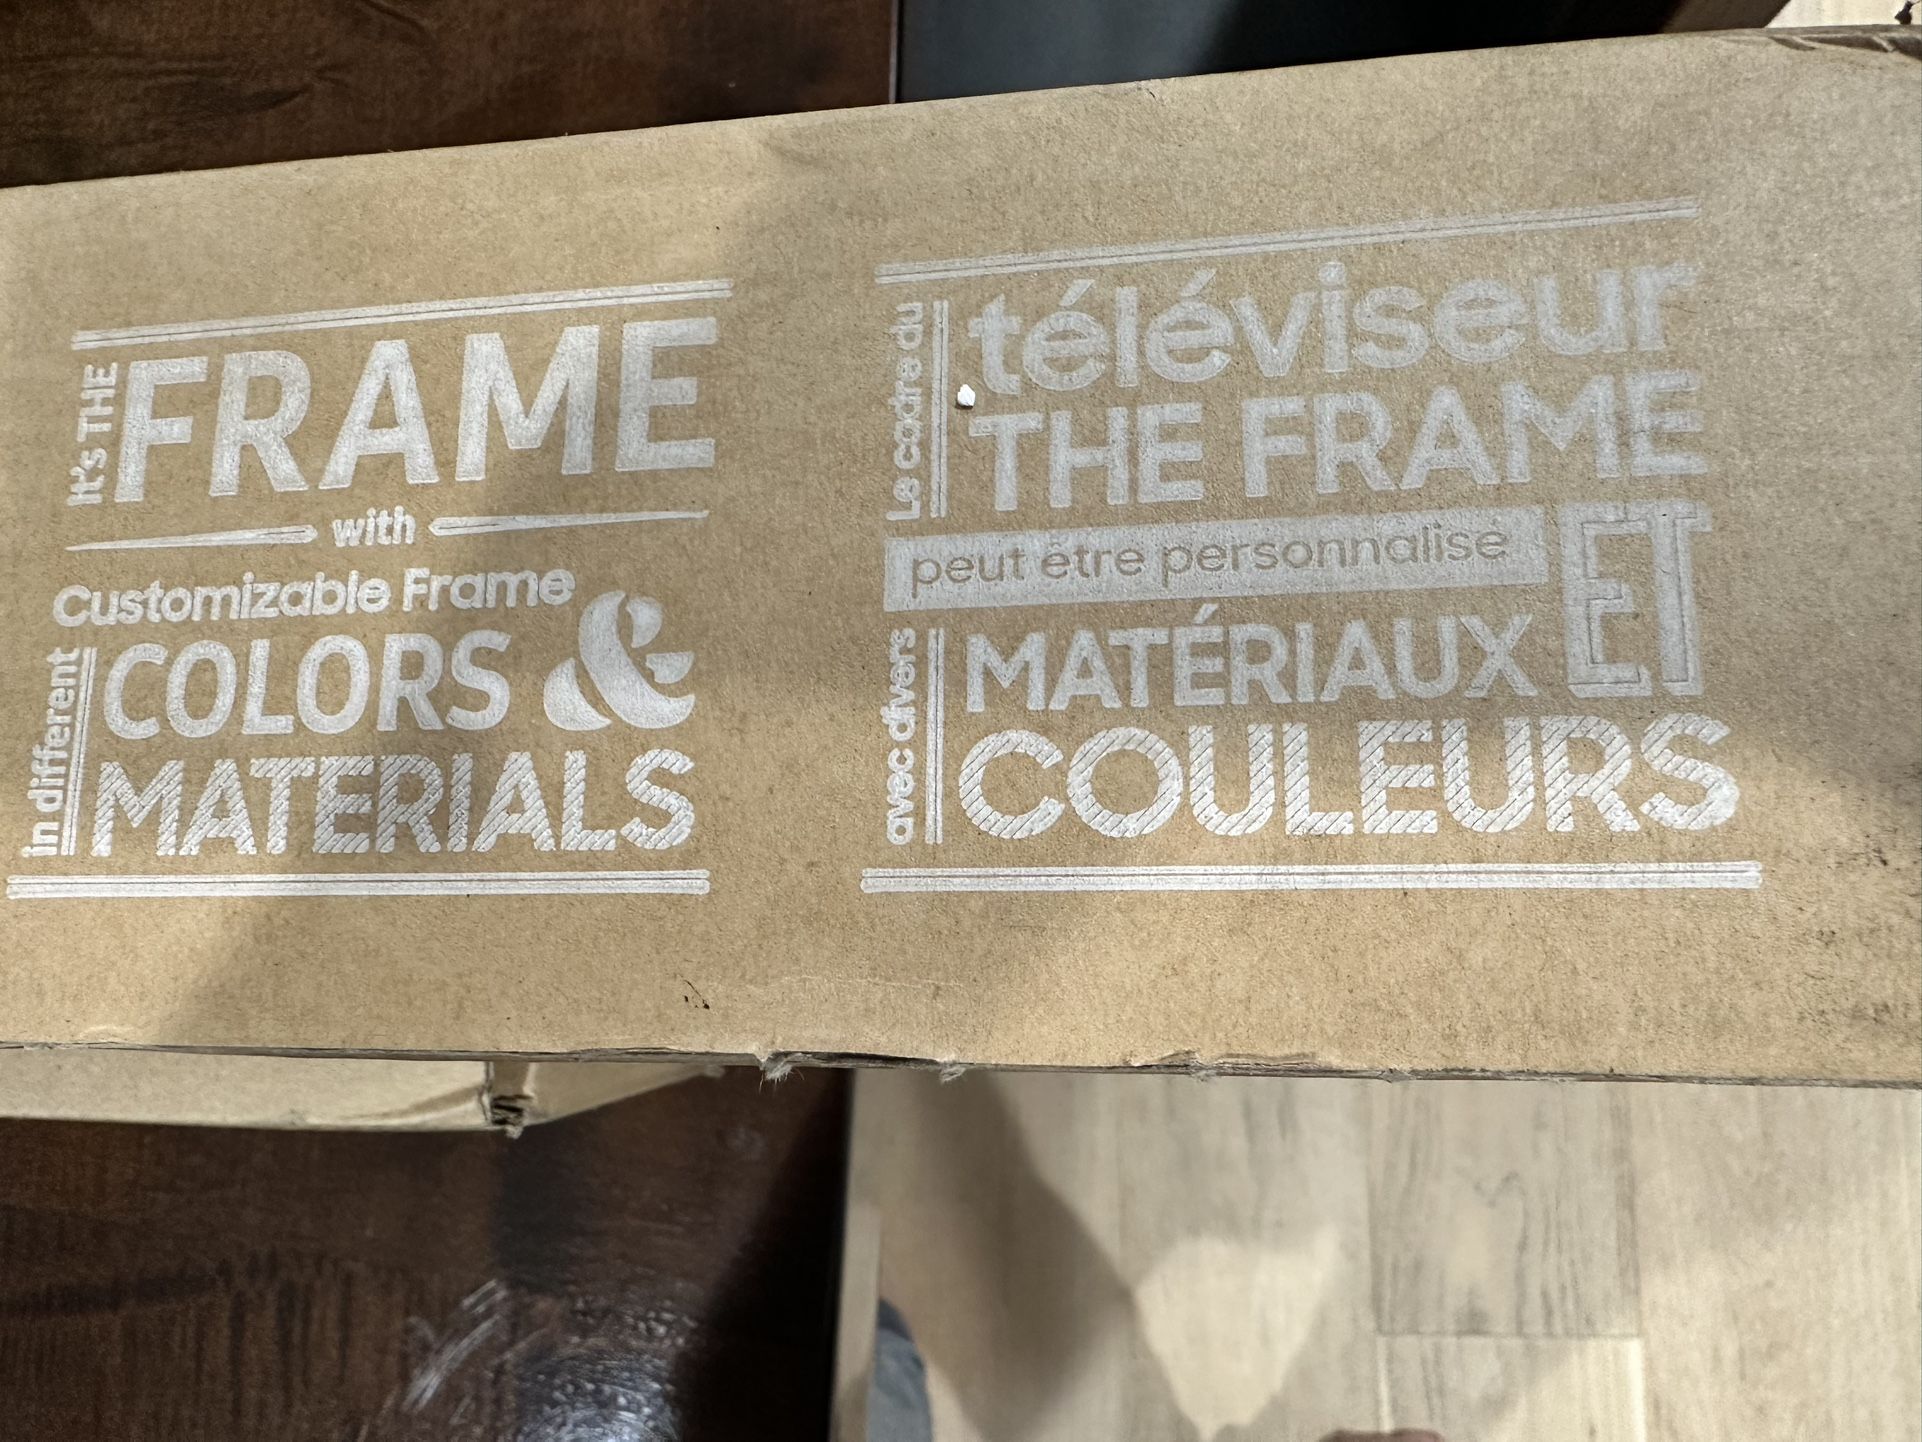 It's THE FRAME
with
Customizable Frame
in different COLORS &
MATERIALS
Le cadre du téléviseur
THE FRAME
peut être personnalisé ET
avec divers MATÉRIAUX
COULEURS